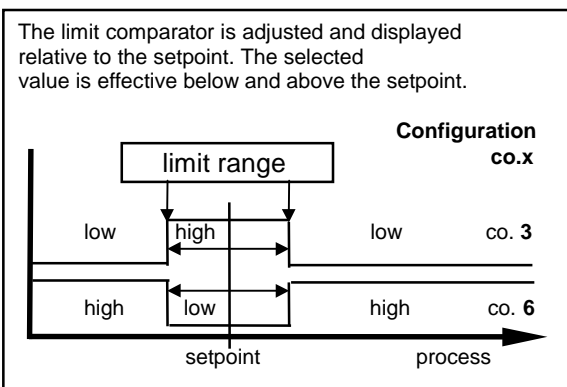 The limit comparator is adjusted and displayed
relative to the setpoint. The selected
value is effective below and above the setpoint.
Configuration
co.x
limit range
low high low co. 3
high low high co. 6
setpoint process